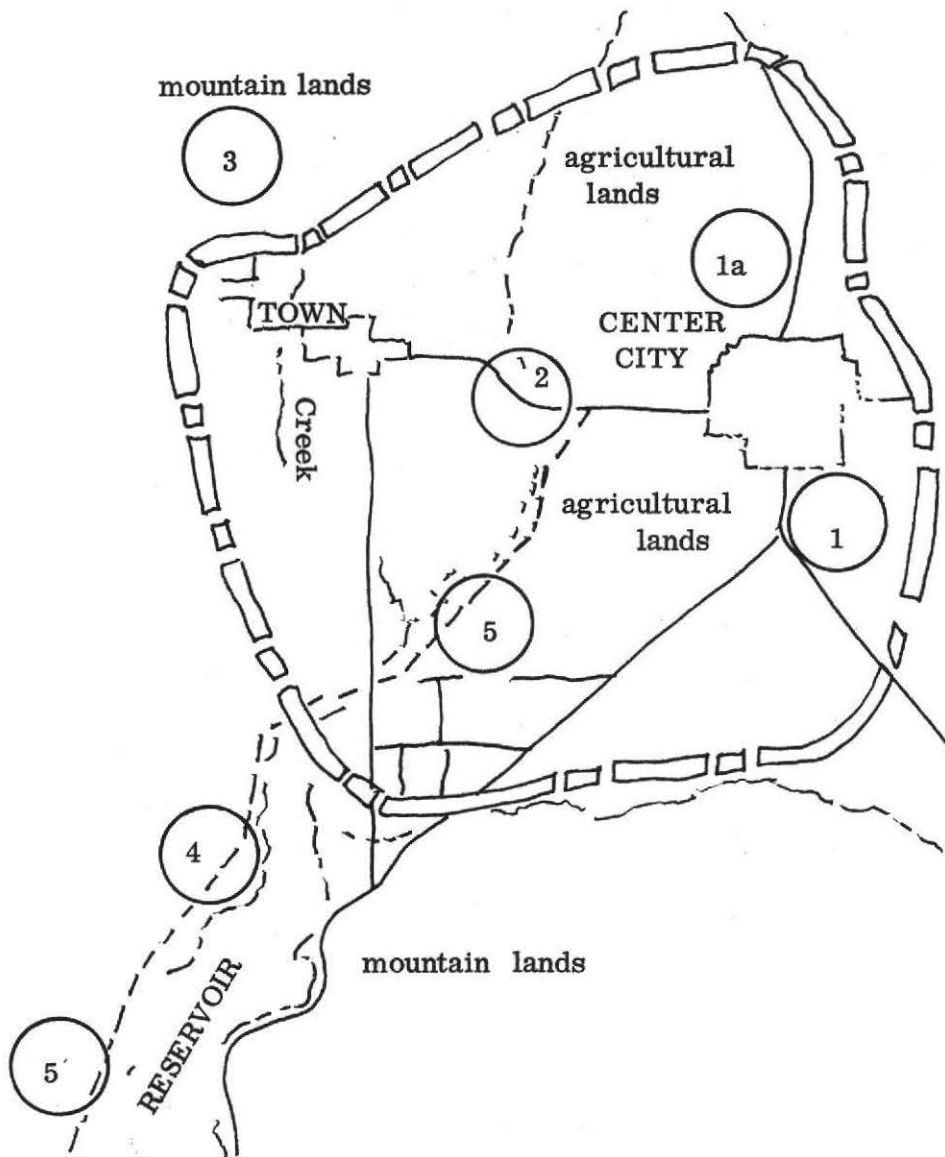 mountain lands
3
agricultural
lands
1a
TOWN
CENTER
CITY
2
Creek
agricultural
lands
1
5
4
mountain lands
RESERVOIR
5